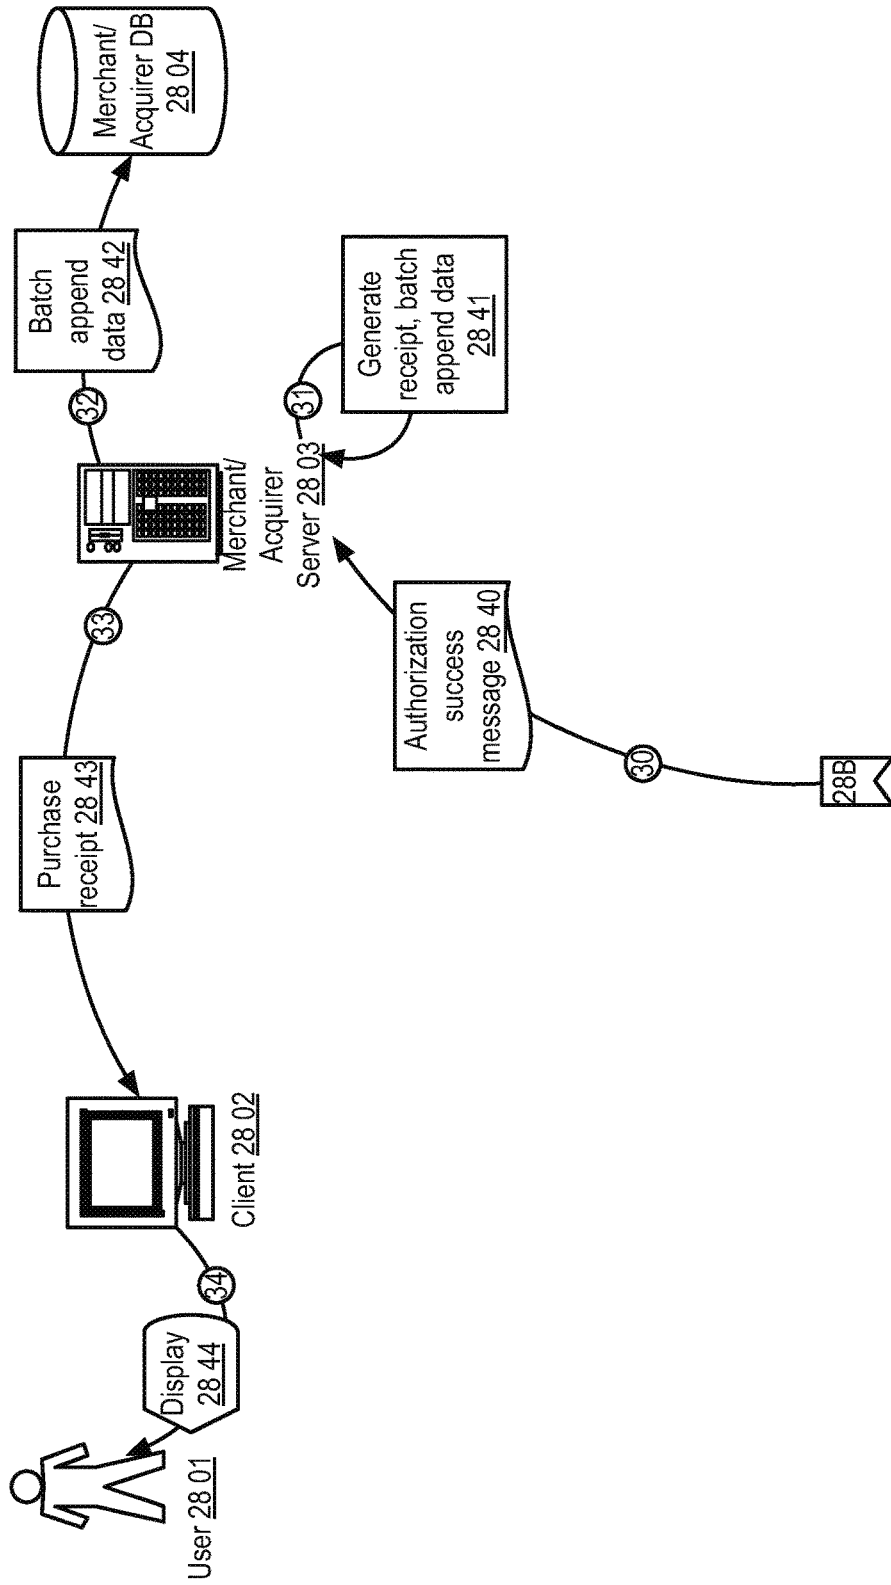 User 28 01
Display
28 44
34
Client 28 02
Purchase
receipt 28 43
33
Merchant/
Acquirer
Server 28 03
32
Batch
append
data 28 42
Merchant/
Acquirer DB
28 04
31
Generate
receipt, batch
append data
28 41
Authorization
success
message 28 40
30
28B